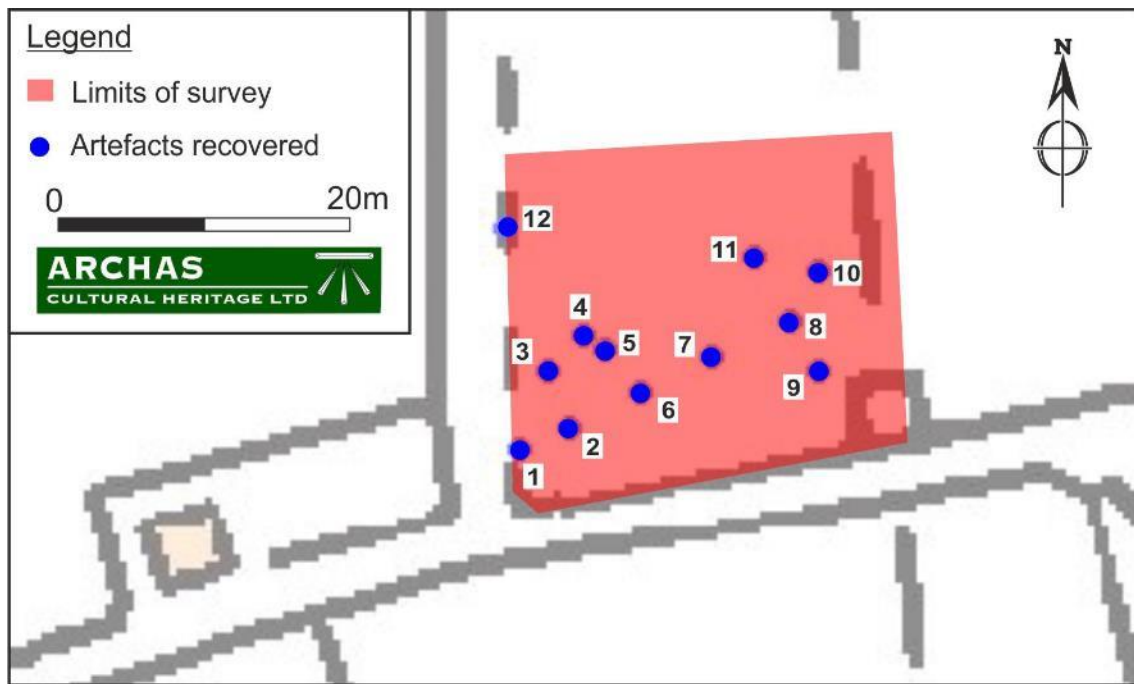 Legend
Limits of survey
Artefacts recovered
0 20m
ARCHAS
CULTURAL HERITAGE LTD
N
12
11
10
4
8
3
5
7
9
6
2
1